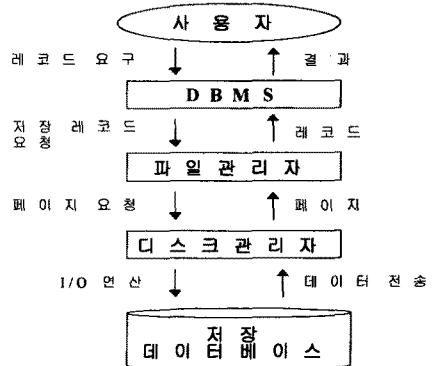 사 용 자
레 코 드 요 구
결 과
D B M S
저 장 레 코 드
요 청
레 코 드
파 일 관 리 자
페 이 지 요 청
페 이 지
디 스 크 관 리 자
I/O 연 산
데 이 터 전 송
저 장
데 이 터 베 이 스